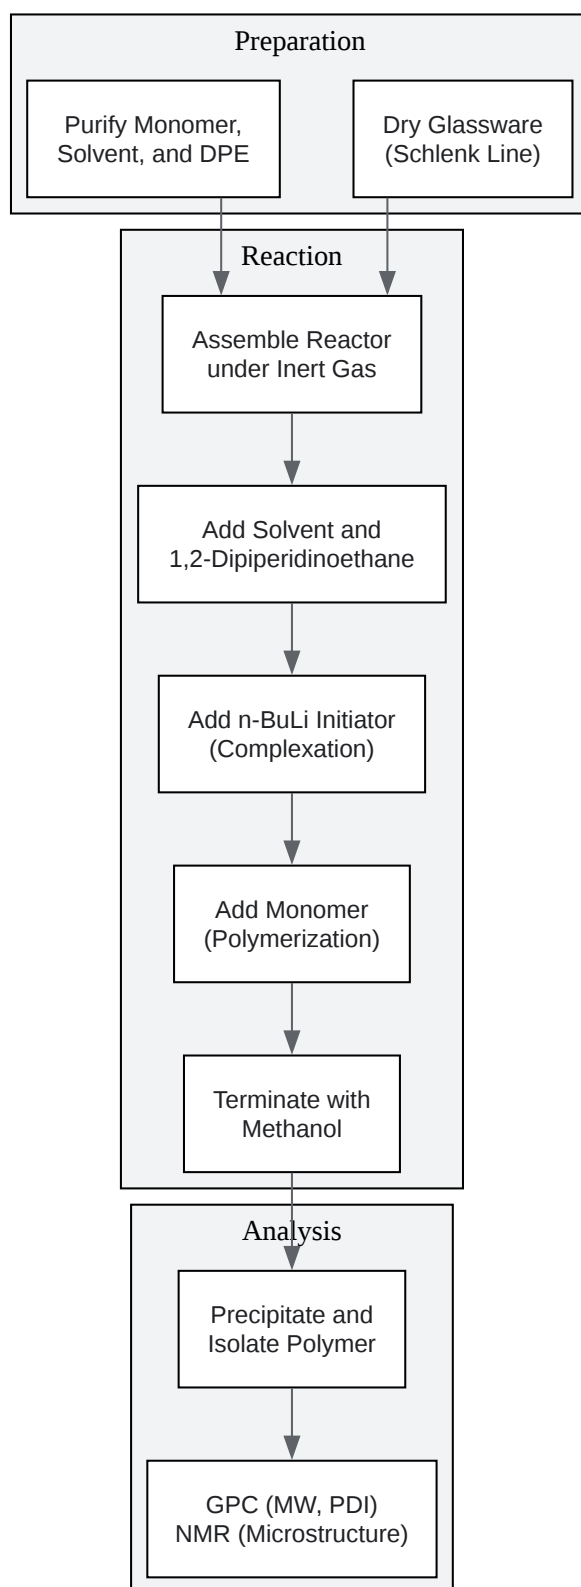 Preparation
Purify Monomer,
Solvent, and DPE
Dry Glassware
(Schlenk Line)
Reaction
Assemble Reactor
under Inert Gas
Add Solvent and
1,2-Dipiperidinoethane
Add n-BuLi Initiator
(Complexation)
Add Monomer
(Polymerization)
Terminate with
Methanol
Analysis
Precipitate and
Isolate Polymer
GPC (MW, PDI)
NMR (Microstructure)